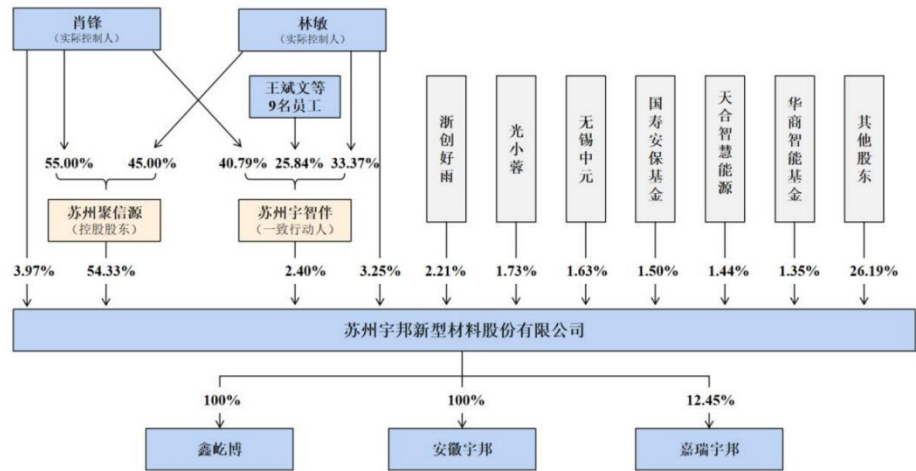 肖锋
（实际控制人）
林敏
（实际控制人）
王斌文等
9名员工
浙创好雨
光小蓉
无锡中元
国寿安保基金
天合智慧能源
华商智能基金
其他股东
55.00%
45.00%
40.79%
25.84%
33.37%
苏州聚信源
（控股股东）
苏州宇智伴
（一致行动人）
3.97%
54.33%
2.40%
3.25%
2.21%
1.73%
1.63%
1.50%
1.44%
1.35%
26.19%
苏州宇邦新型材料股份有限公司
100%
100%
12.45%
鑫屹博
安徽宇邦
嘉瑞宇邦